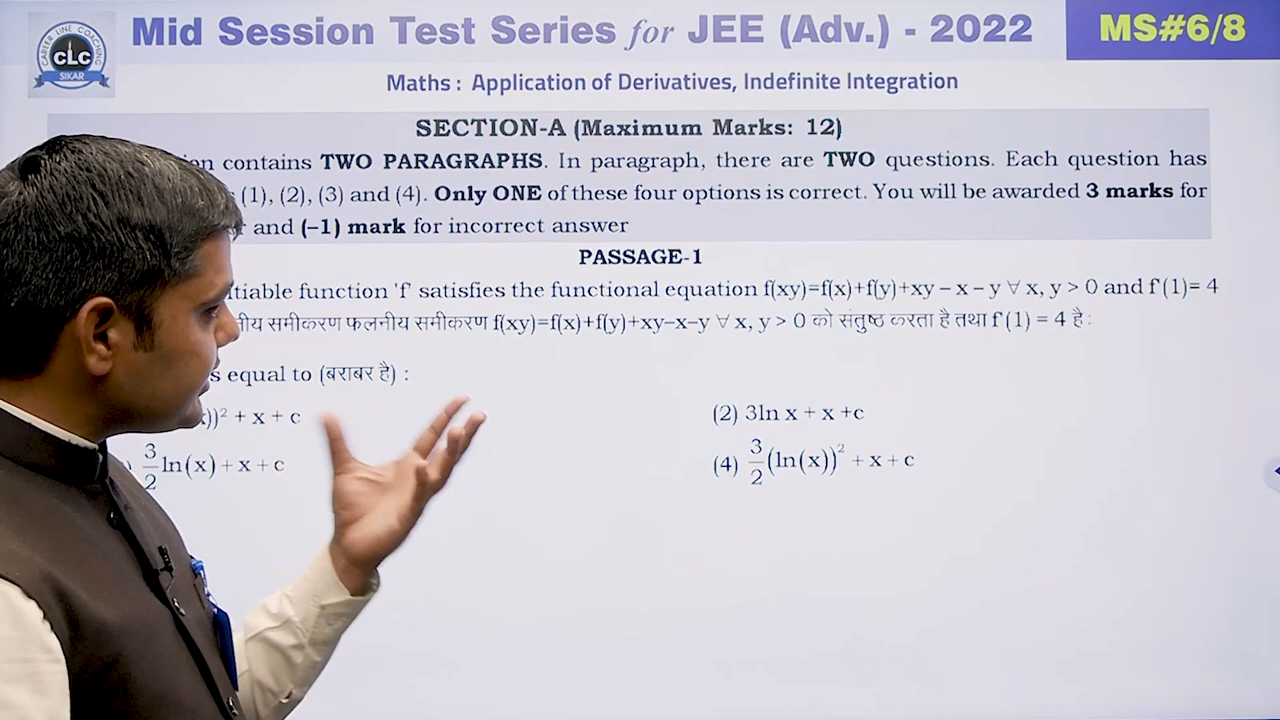 Mid Session Test Series for JEE (Adv.) - 2022
MS#6/8
CAREER LINE COACHING
CLC
SIKAR
Maths : Application of Derivatives, Indefinite Integration
SECTION-A (Maximum Marks: 12)
contains TWO PARAGRAPHS. In paragraph, there are TWO questions. Each question has
(1), (2), (3) and (4). Only ONE of these four options is correct. You will be awarded 3 marks for
and (–1) mark for incorrect answer
PASSAGE-1
function 'f' satisfies the functional equation f(xy)=f(x)+f(y)+xy – x – y ∀ x, y > 0 and f'(1)= 4
समीकरण फलनीय समीकरण f(xy)=f(x)+f(y)+xy–x–y ∀ x, y > 0 को संतुष्ठ करता है तथा f'(1) = 4 है :
equal to (बराबर है) :
))² + x + c
(2) 3ln x + x +c
3/2 ln(x) + x + c
(4) 3/2 (ln(x))² + x + c